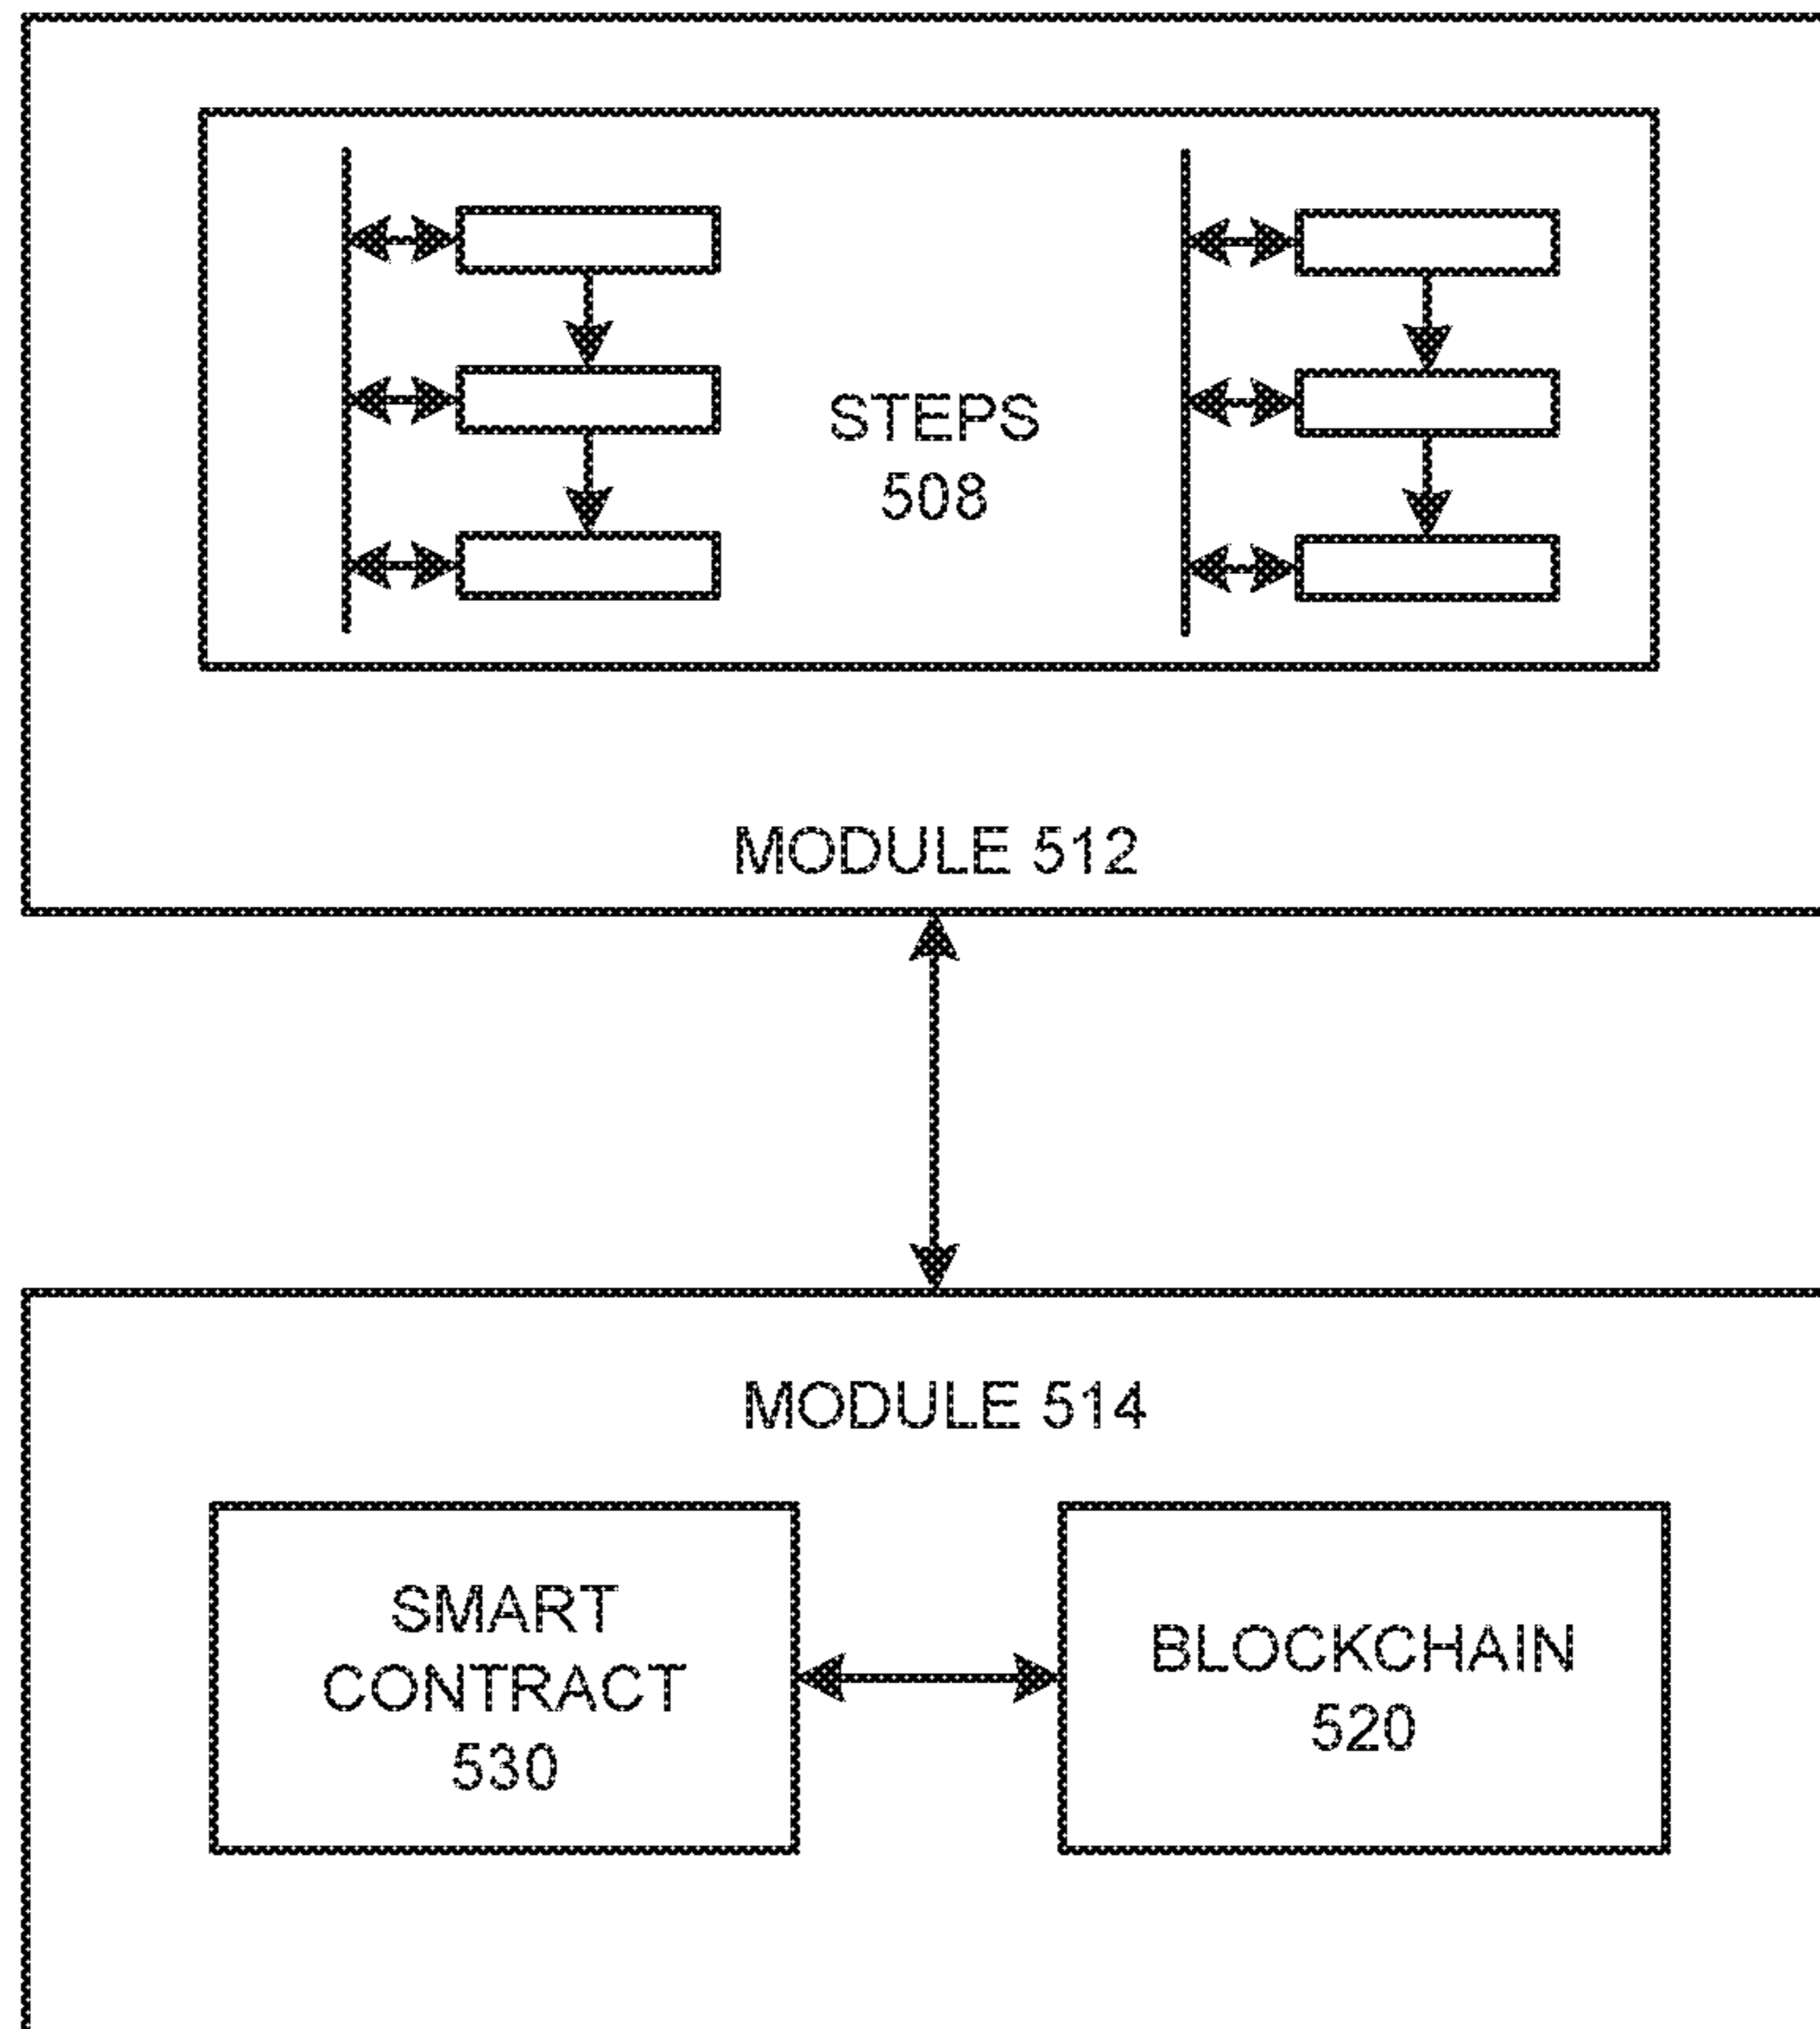 STEPS
508
MODULE 512
MODULE 514
SMART
CONTRACT
530
BLOCKCHAIN
520